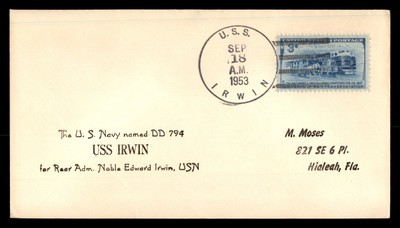 U.S.S.
SEP
18
A.M.
1953
IRWIN
3¢
The U. S. Navy named DD 794
USS IRWIN
for Rear Adm. Noble Edward Irwin, USN
M. Moses
821 SE 6 Pl.
Hialeah, Fla.